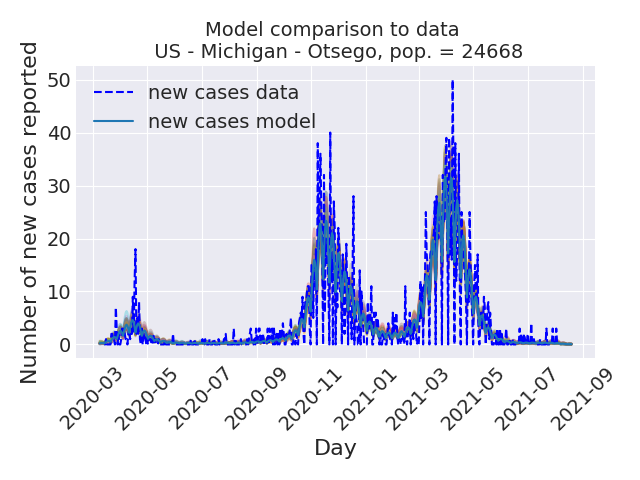 Model comparison to data
US - Michigan - Otsego, pop. = 24668
Number of new cases reported
50
40
30
20
10
0
new cases data
new cases model
2020-03
2020-05
2020-07
2020-09
2020-11
2021-01
2021-03
2021-05
2021-07
2021-09
Day